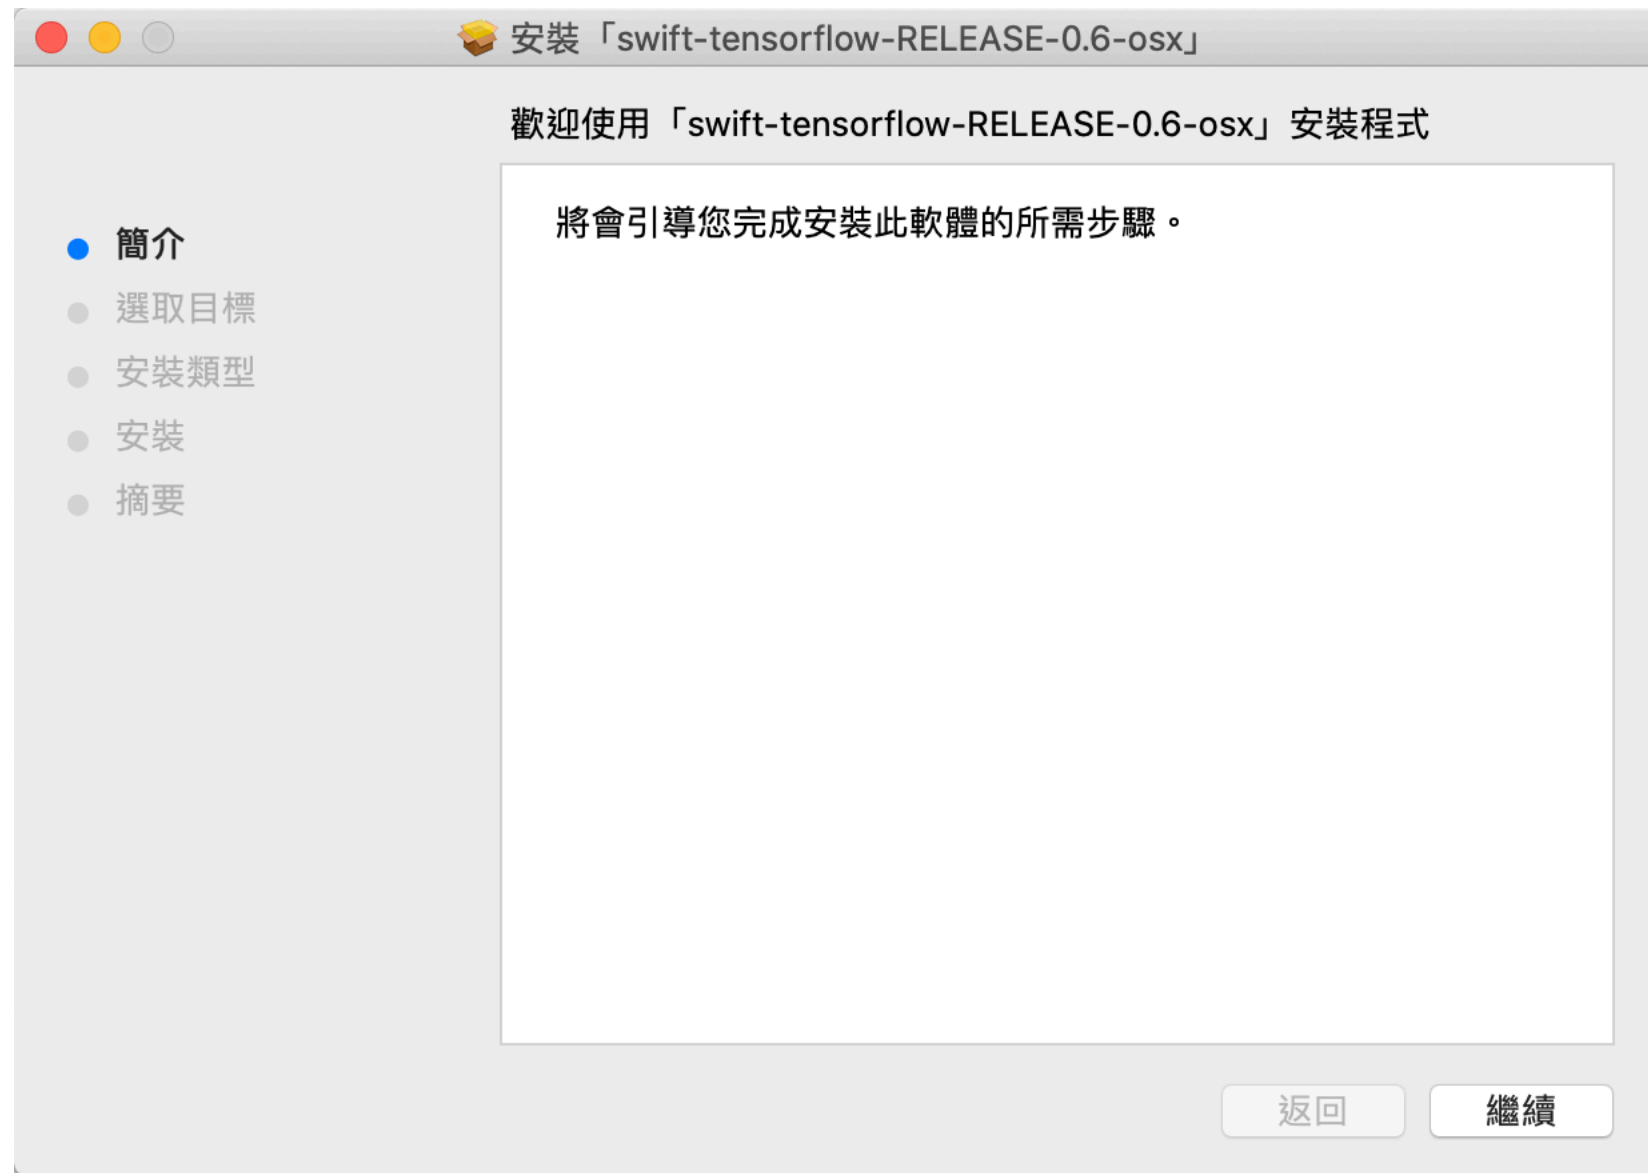 安裝「swift-tensorflow-RELEASE-0.6-osx」
歡迎使用「swift-tensorflow-RELEASE-0.6-osx」安裝程式
簡介
選取目標
安裝類型
安裝
摘要
將會引導您完成安裝此軟體的所需步驟。
返回
繼續